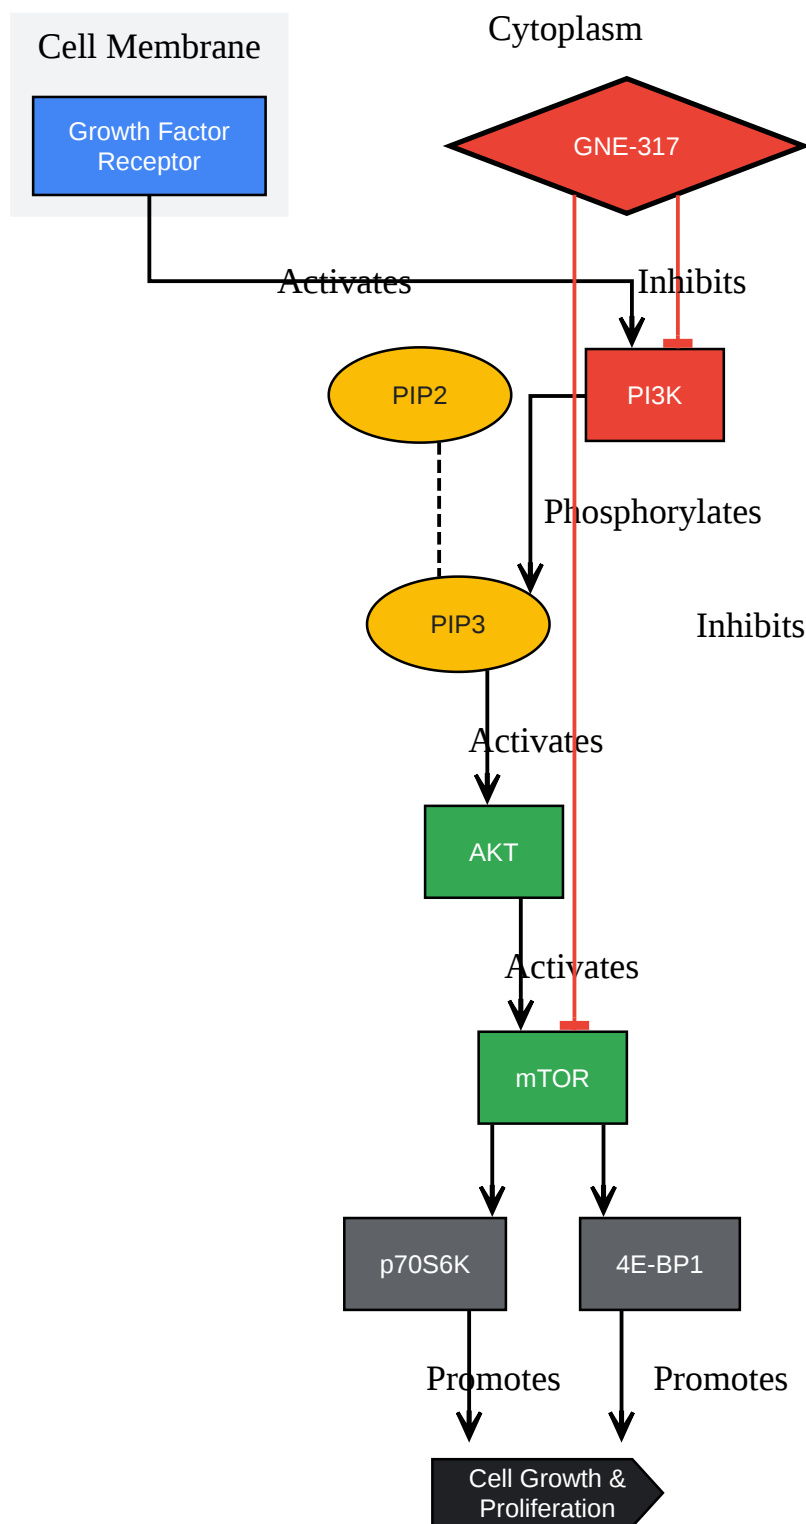 Cytoplasm
Cell Membrane
Growth Factor
Receptor
GNE-317
Activates
Inhibits
PIP2
PI3K
Phosphorylates
PIP3
Inhibits
Activates
AKT
Activates
mTOR
p70S6K
4E-BP1
Promotes
Promotes
Cell Growth &
Proliferation